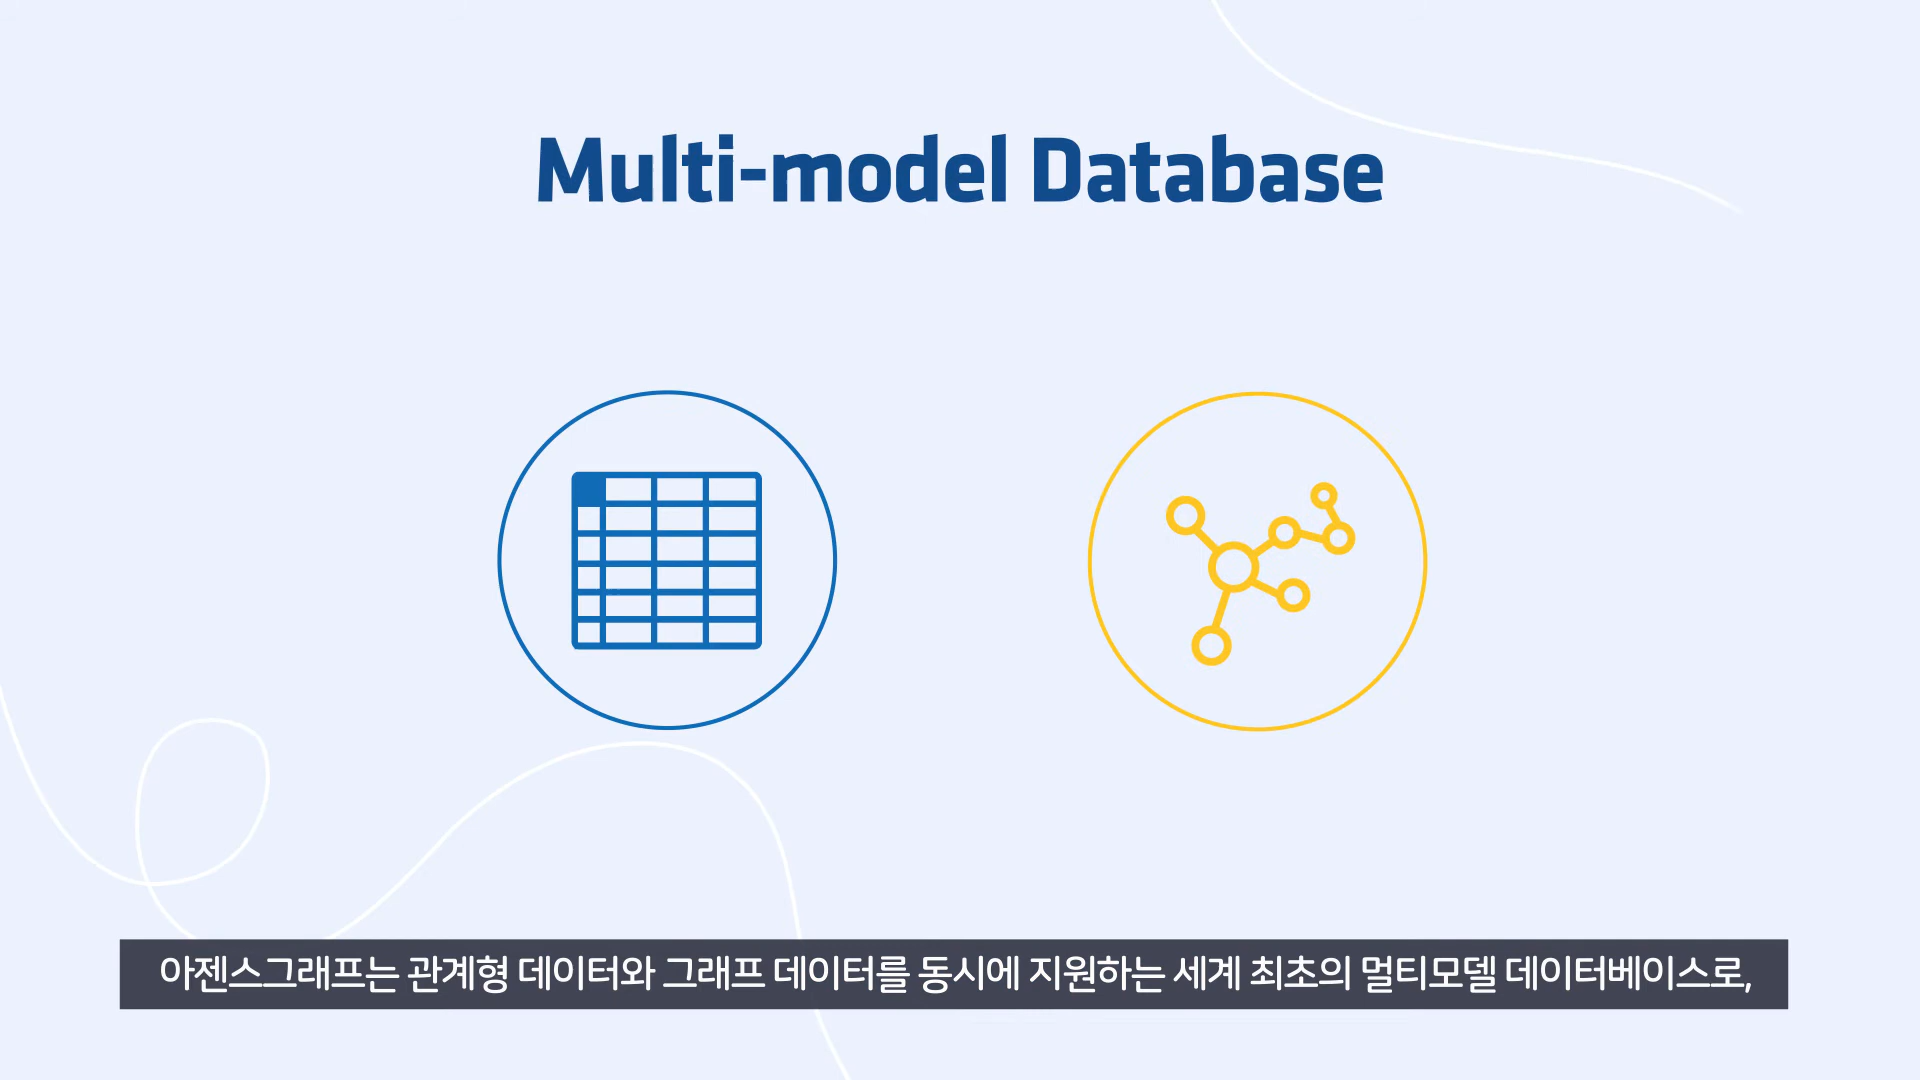 Multi-model Database
아젠스그래프는 관계형 데이터와 그래프 데이터를 동시에 지원하는 세계 최초의 멀티모델 데이터베이스로,